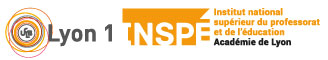 Lyon 1
INSPÉ
Institut national
supérieur du professorat
et de l'éducation
Académie de Lyon